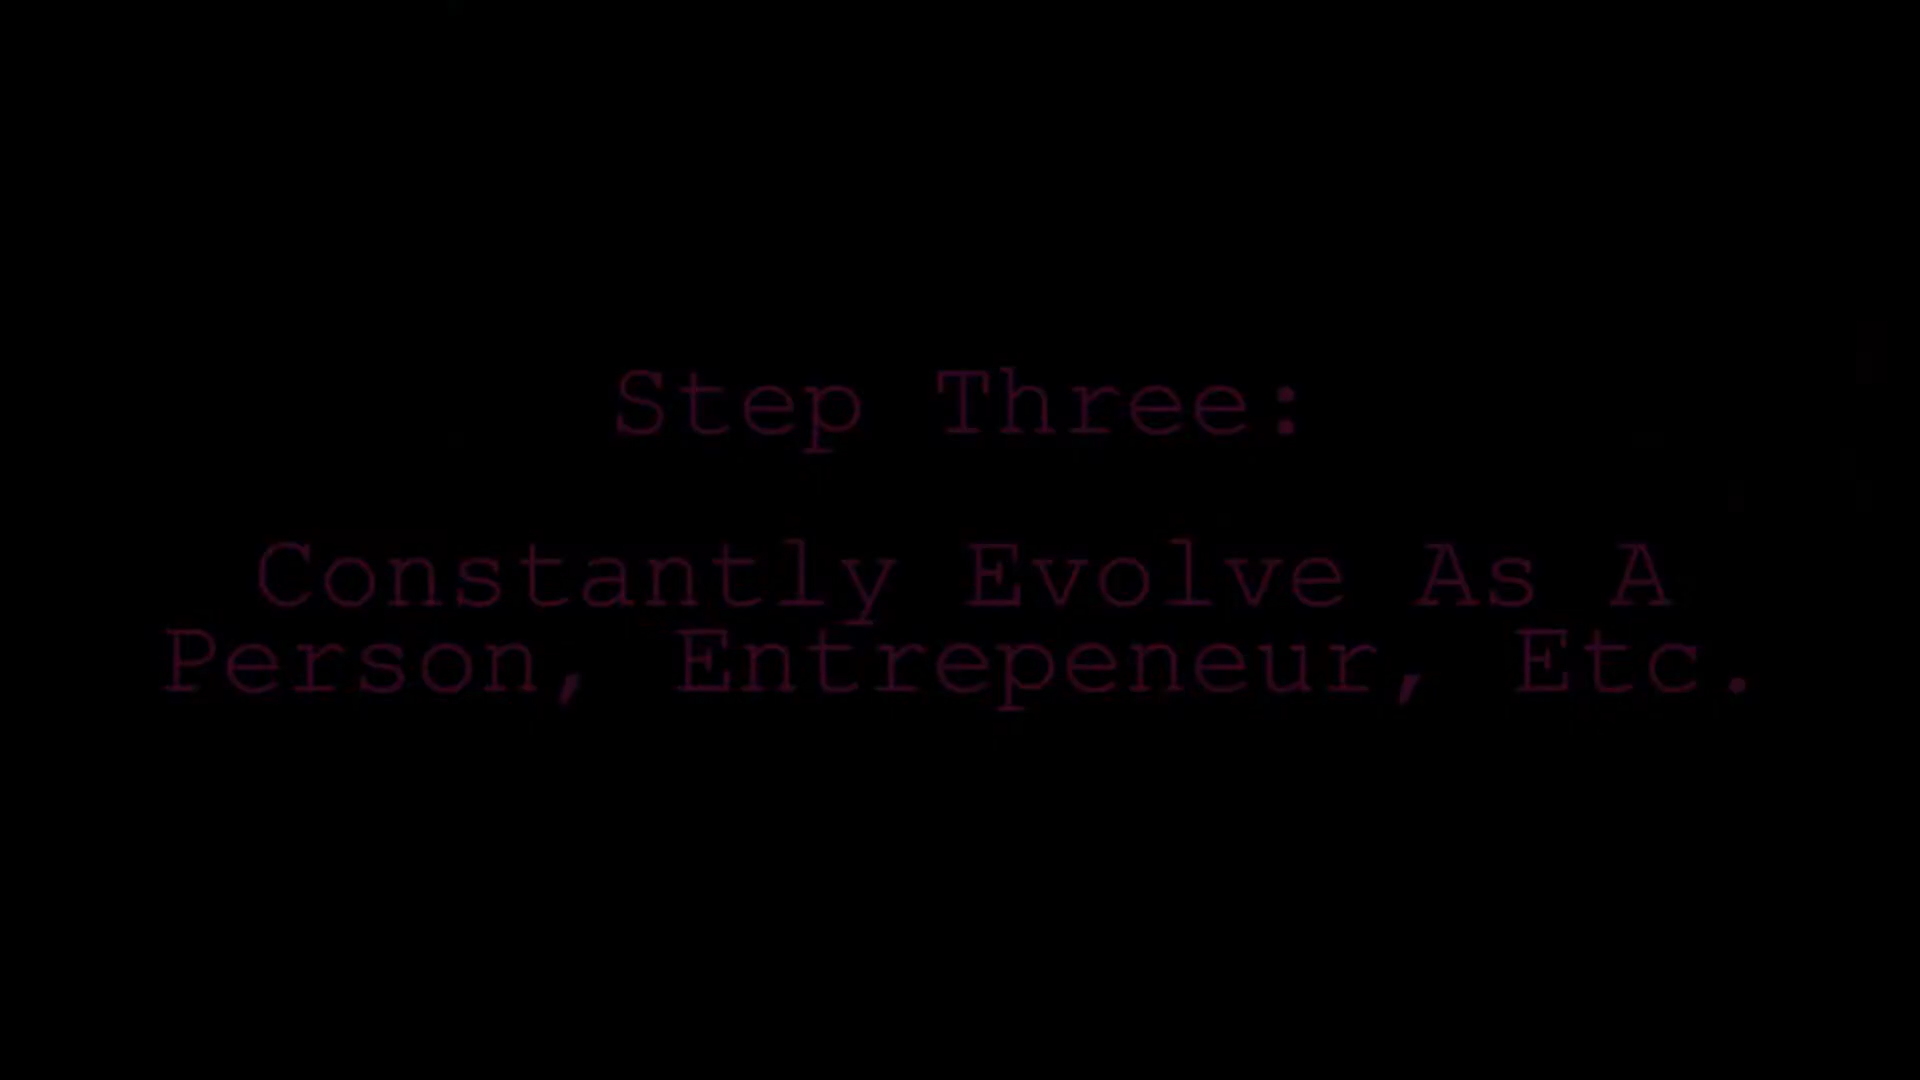 Step Three:
Constantly Evolve As A
Person, Entrepeneur, Etc.